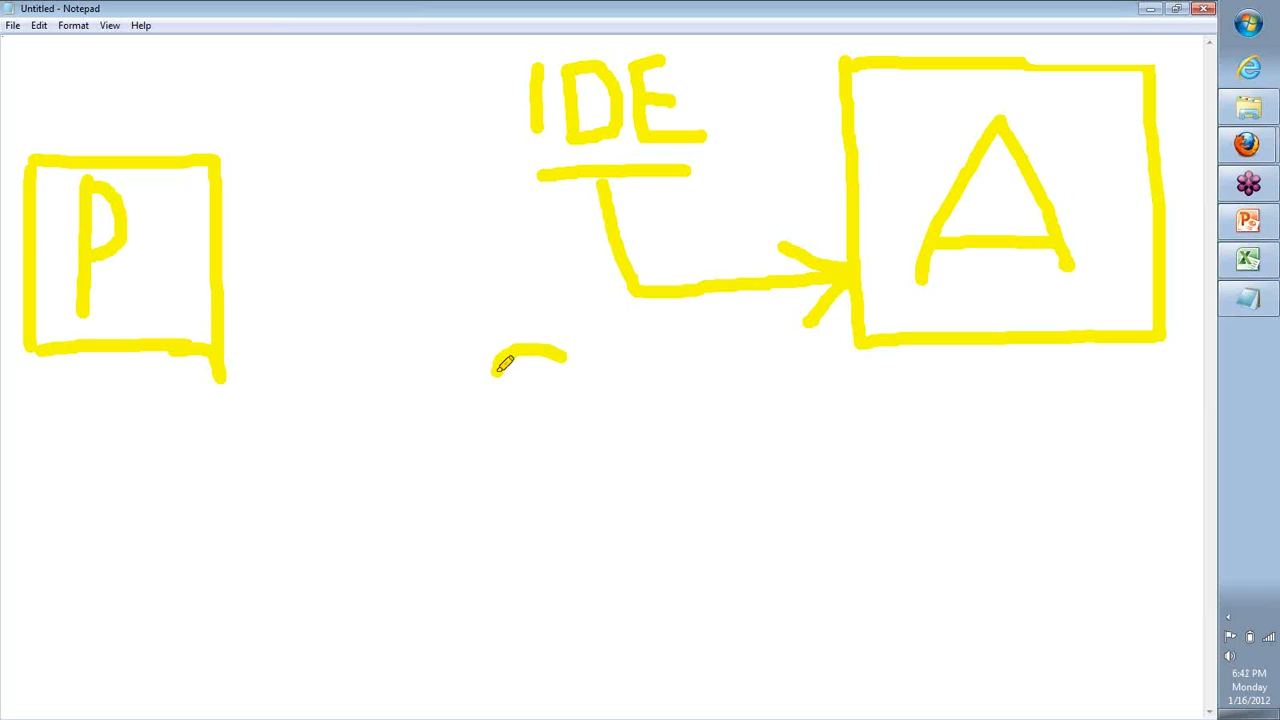 Untitled - Notepad
File Edit Format View Help
IDE
P
A
6:42 PM
Monday
1/16/2012